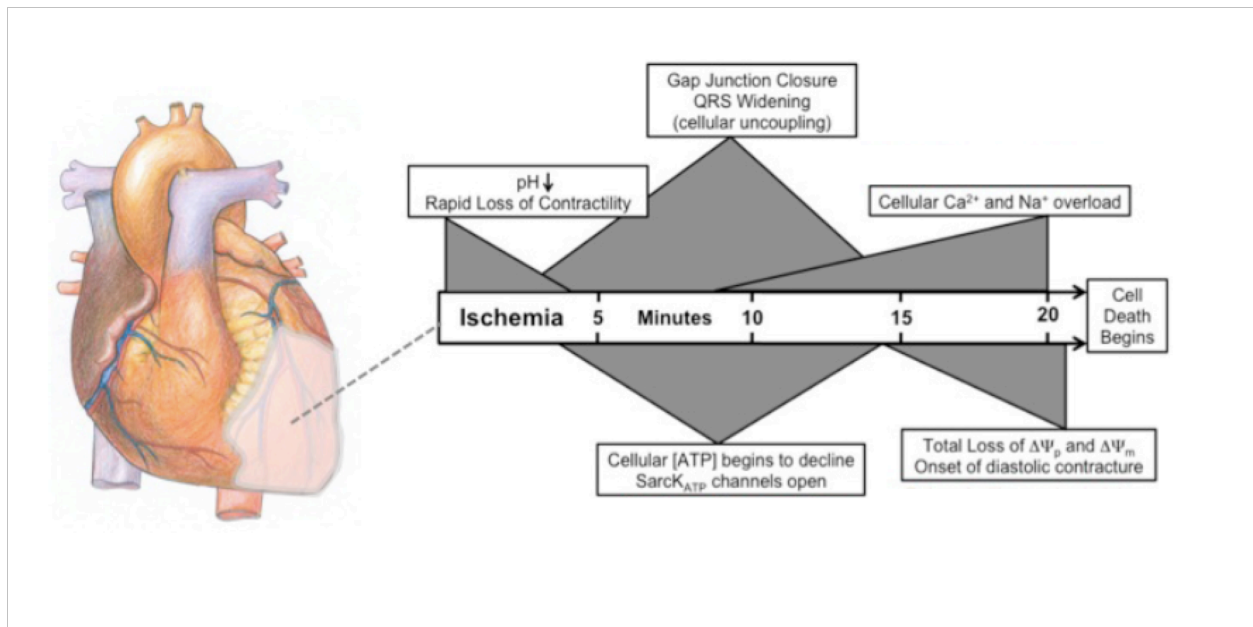 Gap Junction Closure
QRS Widening
(cellular uncoupling)
pH↓
Rapid Loss of Contractility
Cellular Ca²⁺ and Na⁺ overload
Ischemia 5 Minutes 10 15 20
Cell
Death
Begins
Cellular [ATP] begins to decline
SarcK_ATP channels open
Total Loss of ΔΨp and ΔΨm
Onset of diastolic contracture